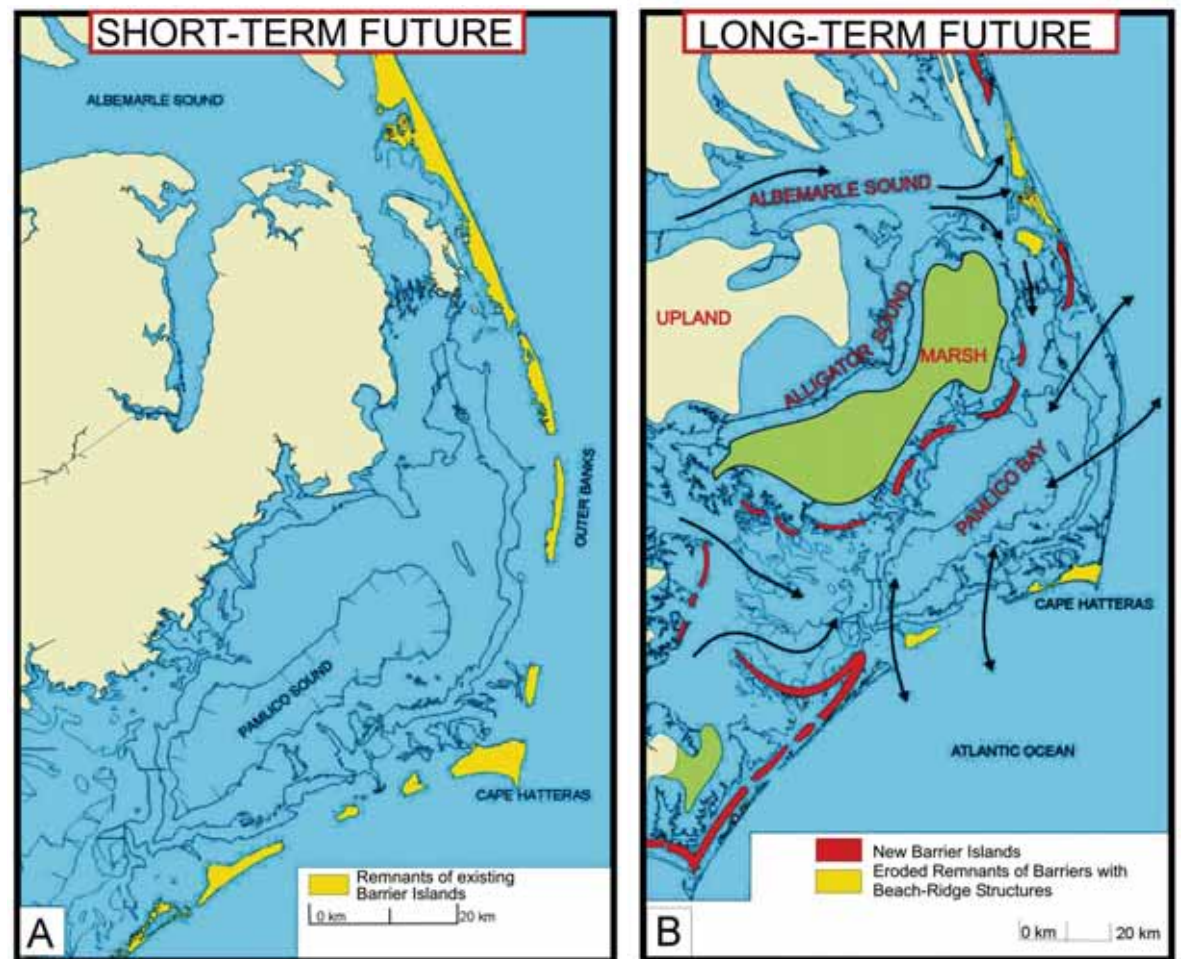 SHORT-TERM FUTURE
ALBEMARLE SOUND
OUTER BANKS
PAMLICO SOUND
CAPE HATTERAS
Remnants of existing
Barrier Islands
0 km 20 km
A
LONG-TERM FUTURE
ALBEMARLE SOUND
UPLAND
ALLIGATOR SOUND
MARSH
PAMLICO BAY
CAPE HATTERAS
ATLANTIC OCEAN
New Barrier Islands
Eroded Remnants of Barriers with
Beach-Ridge Structures
0 km 20 km
B